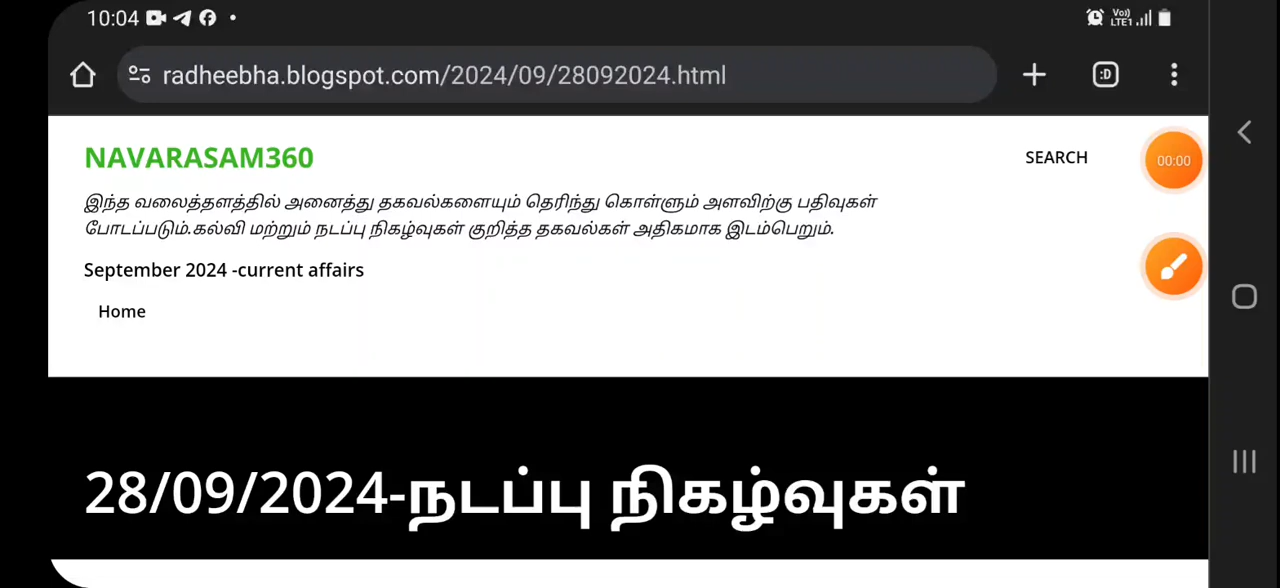 10:04
Vo)
LTE1
radheebha.blogspot.com/2024/09/28092024.html
:D
NAVARASAM360
SEARCH
00:00
இந்த வலைத்தளத்தில் அனைத்து தகவல்களையும் தெரிந்து கொள்ளும் அளவிற்கு பதிவுகள்
போடப்படும்.கல்வி மற்றும் நடப்பு நிகழ்வுகள் குறித்த தகவல்கள் அதிகமாக இடம்பெறும்.
September 2024 -current affairs
Home
28/09/2024-நடப்பு நிகழ்வுகள்